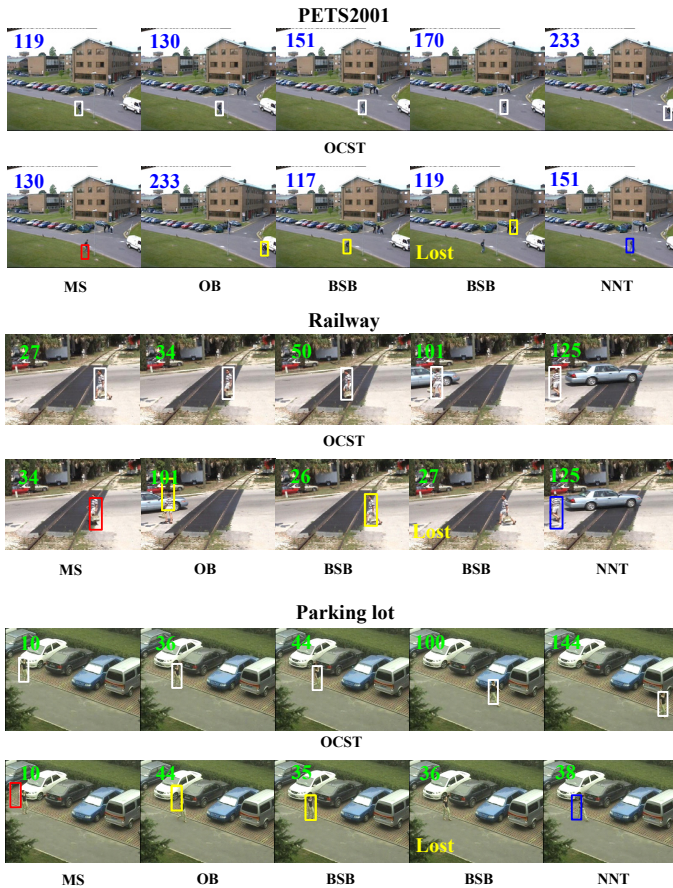 PETS2001
119 130 151 170 233
OCST
130 233 117 119 151
Lost
MS OB BSB BSB NNT
Railway
27 34 50 101 125
OCST
34 101 26 27 125
Lost
MS OB BSB BSB NNT
Parking lot
10 36 44 100 144
OCST
10 44 35 36 38
Lost
MS OB BSB BSB NNT